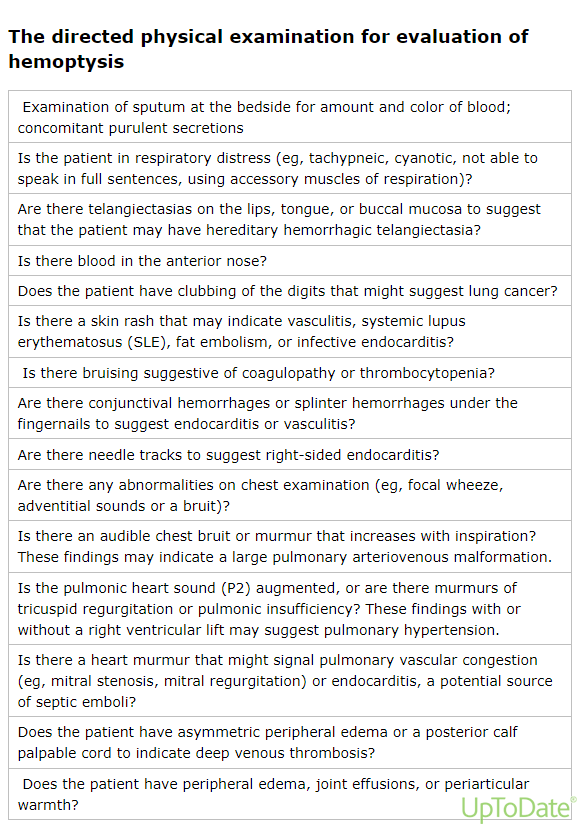 The directed physical examination for evaluation of
hemoptysis
Examination of sputum at the bedside for amount and color of blood;
concomitant purulent secretions
Is the patient in respiratory distress (eg, tachypneic, cyanotic, not able to
speak in full sentences, using accessory muscles of respiration)?
Are there telangiectasias on the lips, tongue, or buccal mucosa to suggest
that the patient may have hereditary hemorrhagic telangiectasia?
Is there blood in the anterior nose?
Does the patient have clubbing of the digits that might suggest lung cancer?
Is there a skin rash that may indicate vasculitis, systemic lupus
erythematosus (SLE), fat embolism, or infective endocarditis?
Is there bruising suggestive of coagulopathy or thrombocytopenia?
Are there conjunctival hemorrhages or splinter hemorrhages under the
fingernails to suggest endocarditis or vasculitis?
Are there needle tracks to suggest right-sided endocarditis?
Are there any abnormalities on chest examination (eg, focal wheeze,
adventitial sounds or a bruit)?
Is there an audible chest bruit or murmur that increases with inspiration?
These findings may indicate a large pulmonary arteriovenous malformation.
Is the pulmonic heart sound (P2) augmented, or are there murmurs of
tricuspid regurgitation or pulmonic insufficiency? These findings with or
without a right ventricular lift may suggest pulmonary hypertension.
Is there a heart murmur that might signal pulmonary vascular congestion
(eg, mitral stenosis, mitral regurgitation) or endocarditis, a potential source
of septic emboli?
Does the patient have asymmetric peripheral edema or a posterior calf
palpable cord to indicate deep venous thrombosis?
Does the patient have peripheral edema, joint effusions, or periarticular
warmth?
UpToDate®